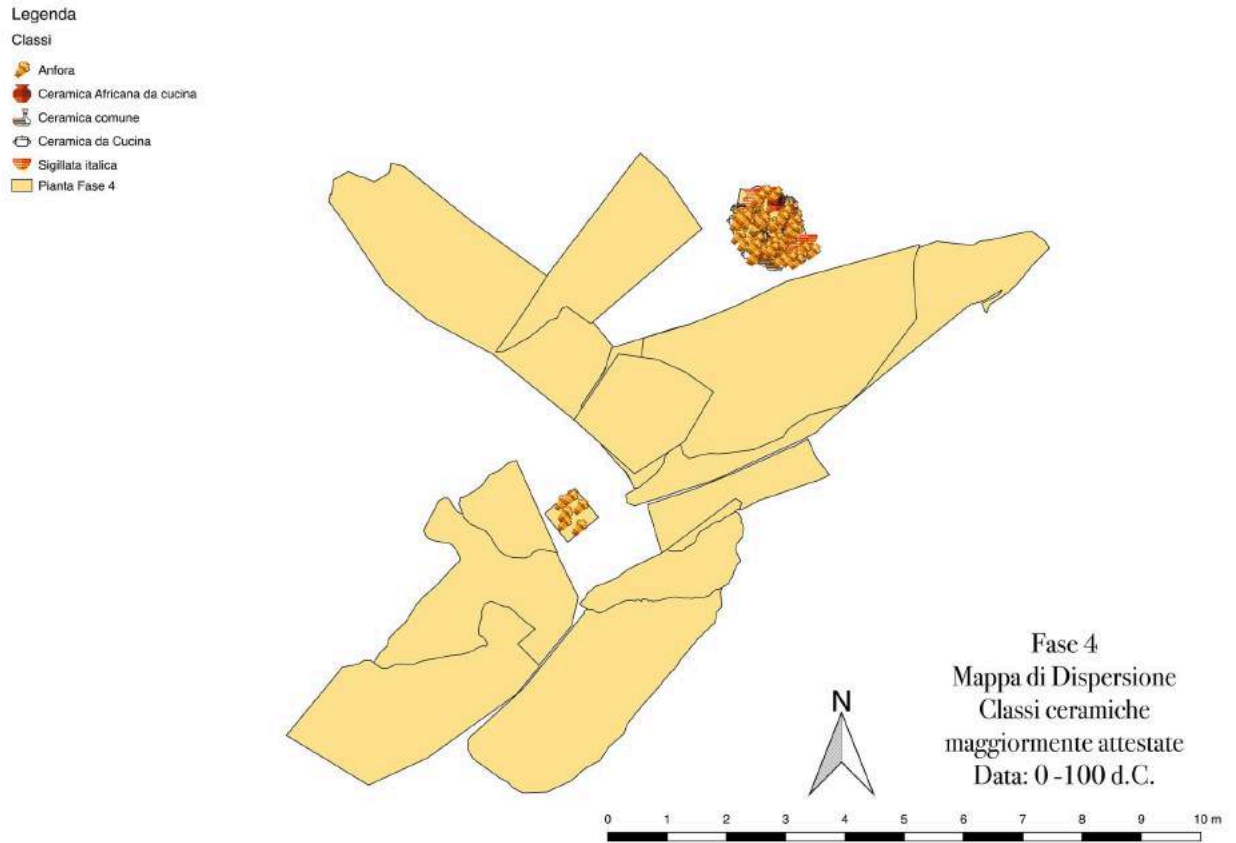 Legenda
Classi
Anfora
Ceramica Africana da cucina
Ceramica comune
Ceramica da Cucina
Sigillata italica
Pianta Fase 4
N
Fase 4
Mappa di Dispersione
Classi ceramiche
maggiormente attestate
Data: 0 -100 d.C.
0 1 2 3 4 5 6 7 8 9 10 m